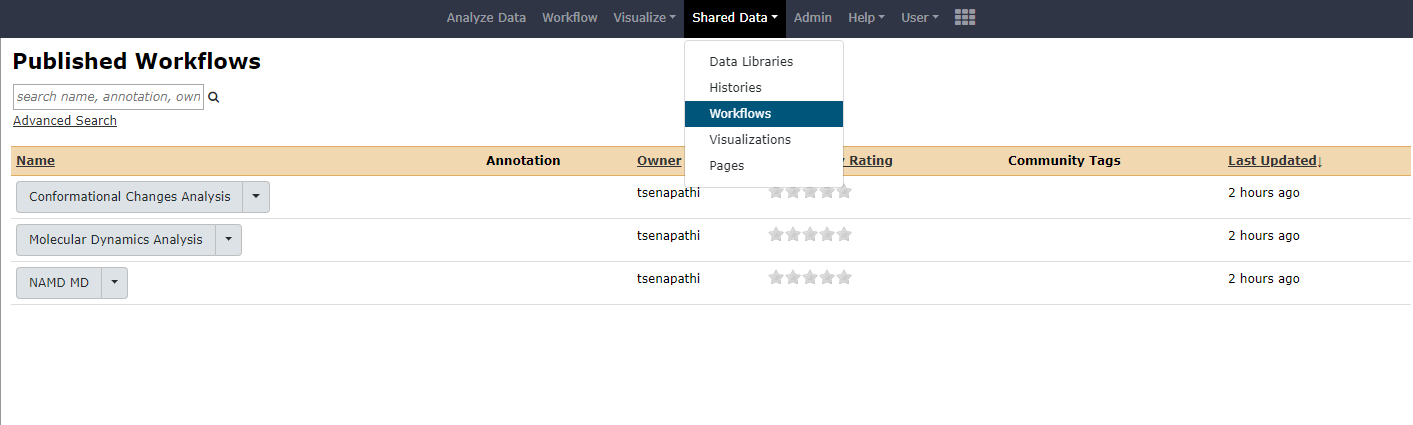 Analyze Data Workflow Visualize Shared Data Admin Help User
Published Workflows
Data Libraries
search name, annotation, own
Histories
Advanced Search
Workflows
Visualizations
Name Annotation Owner Rating Community Tags Last Updated↓
Pages
Conformational Changes Analysis tsenapathi 2 hours ago
Molecular Dynamics Analysis tsenapathi 2 hours ago
NAMD MD tsenapathi 2 hours ago